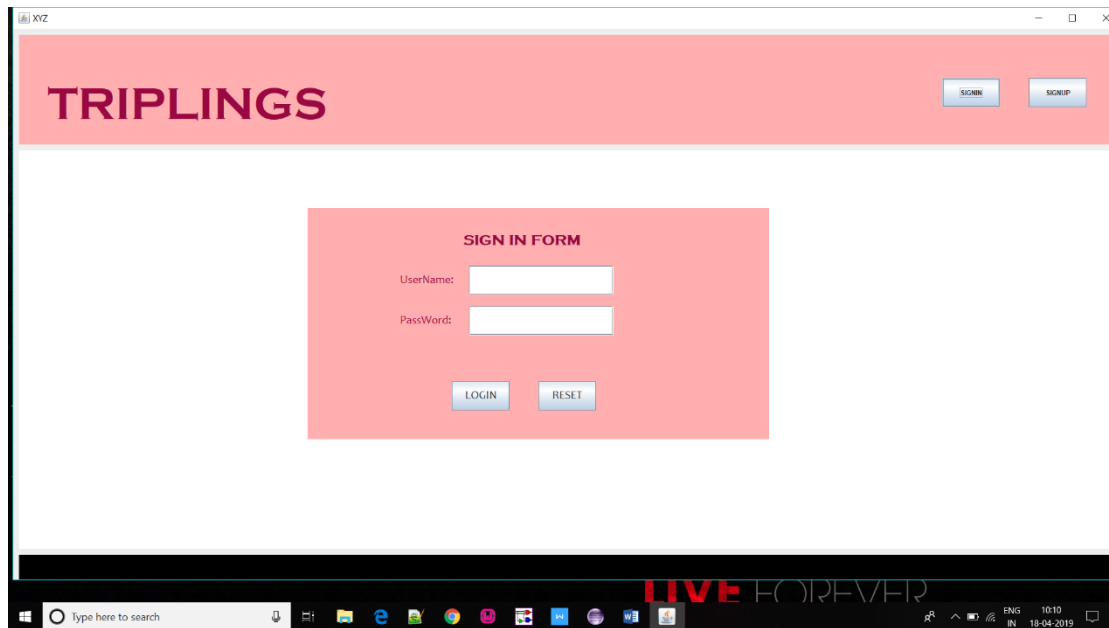 XYZ
TRIPLINGS
SIGNIN
SIGNUP
SIGN IN FORM
UserName:
PassWord:
LOGIN
RESET
LIVE FOREVER
Type here to search
ENG
IN
10:10
18-04-2019